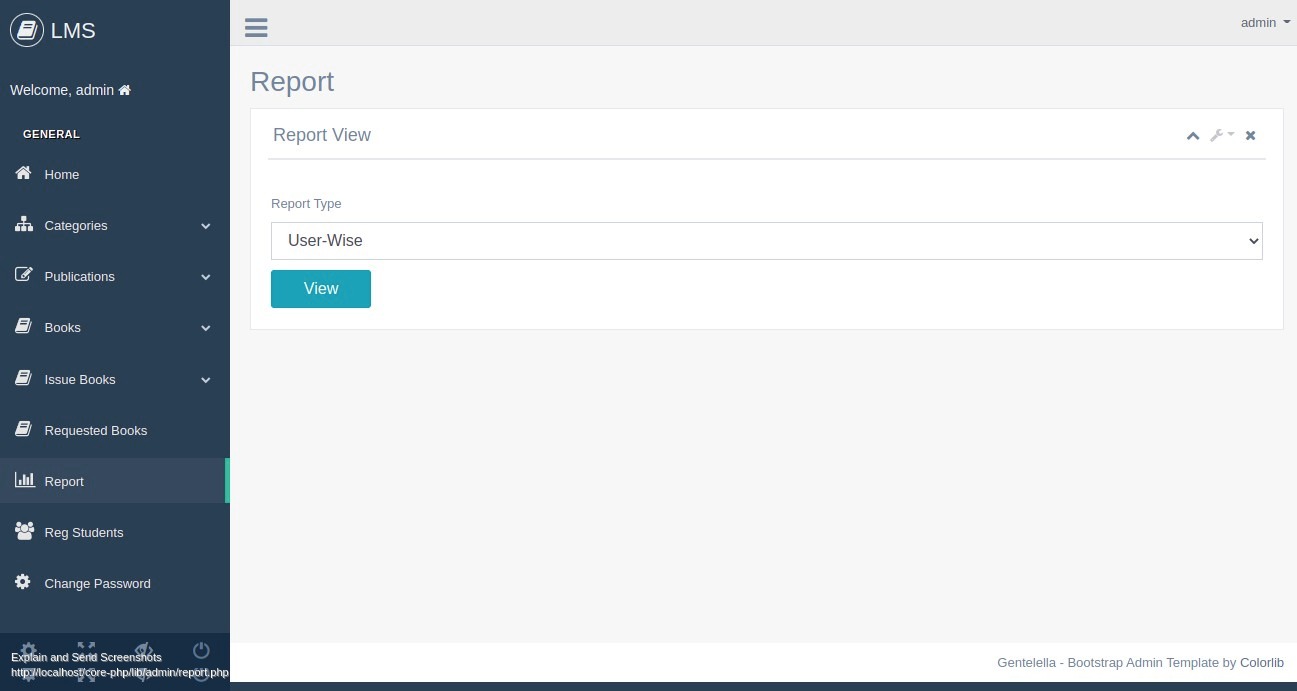 LMS
admin
Welcome, admin
GENERAL
Home
Categories
Publications
Books
Issue Books
Requested Books
Report
Reg Students
Change Password
Explain and Send Screenshots
http://localhost/core-php/lib/admin/report.php
Report
Report View
Report Type
User-Wise
View
Gentelella - Bootstrap Admin Template by Colorlib